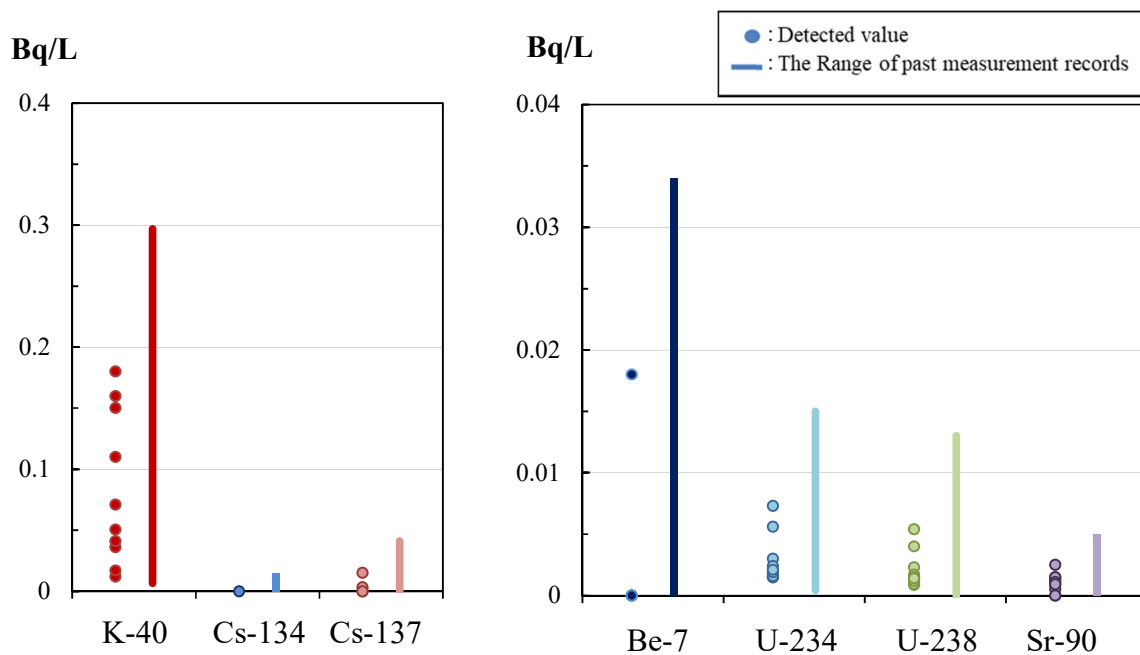 Bq/L
Bq/L
: Detected value
: The Range of past measurement records
0.4
0.3
0.2
0.1
0
K-40 Cs-134 Cs-137
0.04
0.03
0.02
0.01
0
Be-7 U-234 U-238 Sr-90